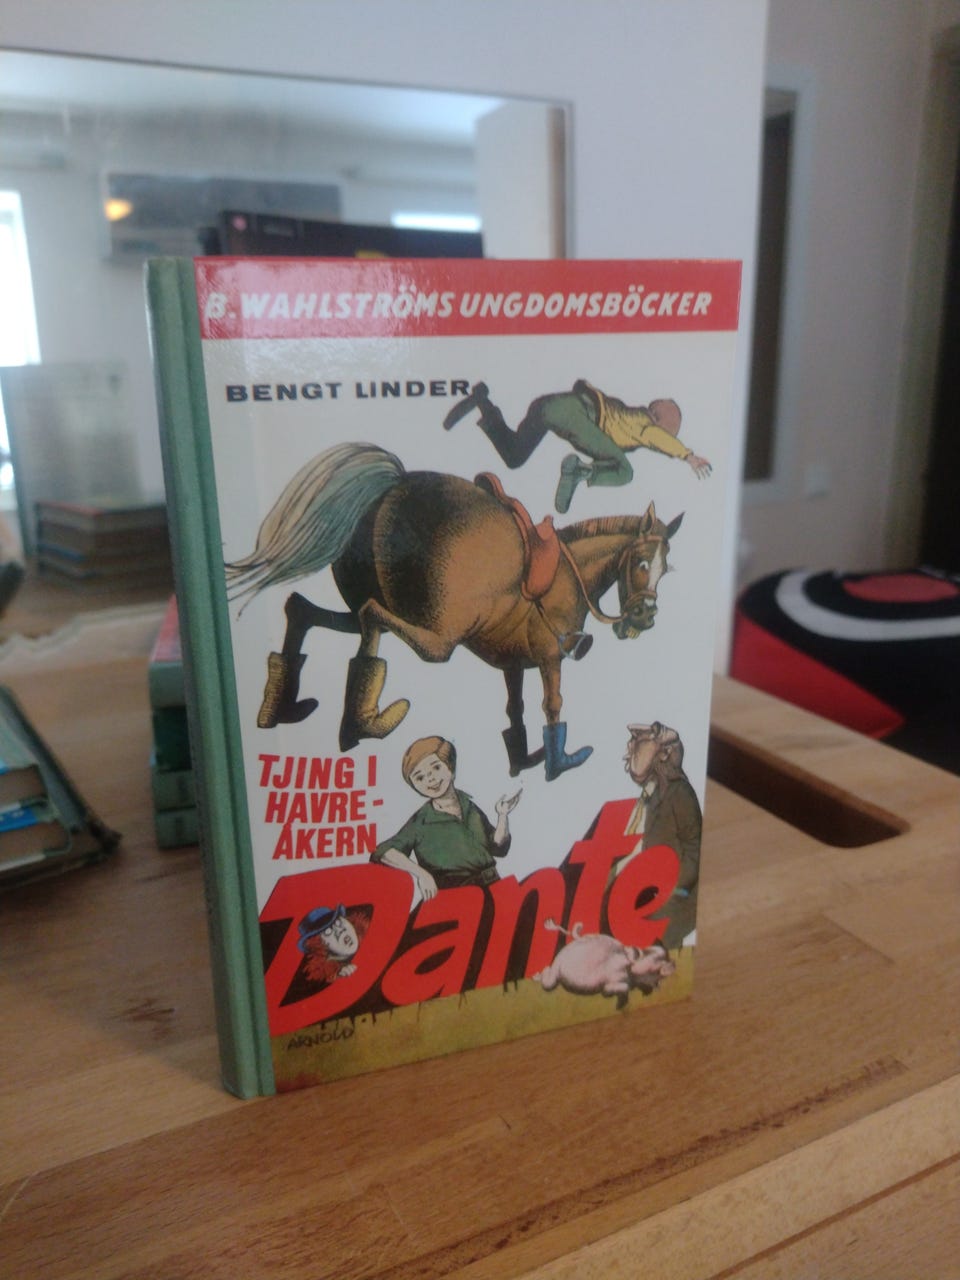 B. WAHLSTRÖMS UNGDOMSBÖCKER
BENGT LINDER
TJING I
HAVRE-
ÅKERN
Dante
ARNOLD